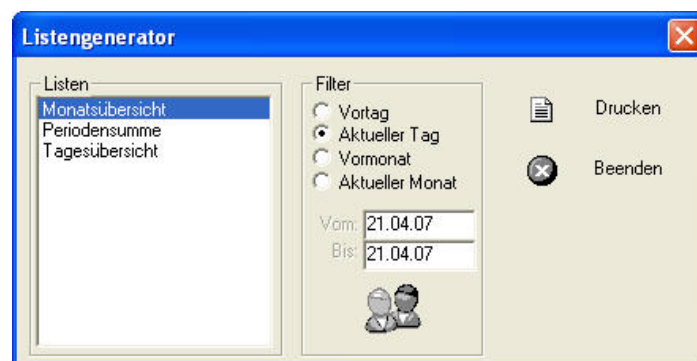 Listengenerator
Listen
Monatsübersicht
Periodensumme
Tagesübersicht
Filter
Vortag
Aktueller Tag
Vormonat
Aktueller Monat
Vom: 21.04.07
Bis: 21.04.07
Drucken
Beenden